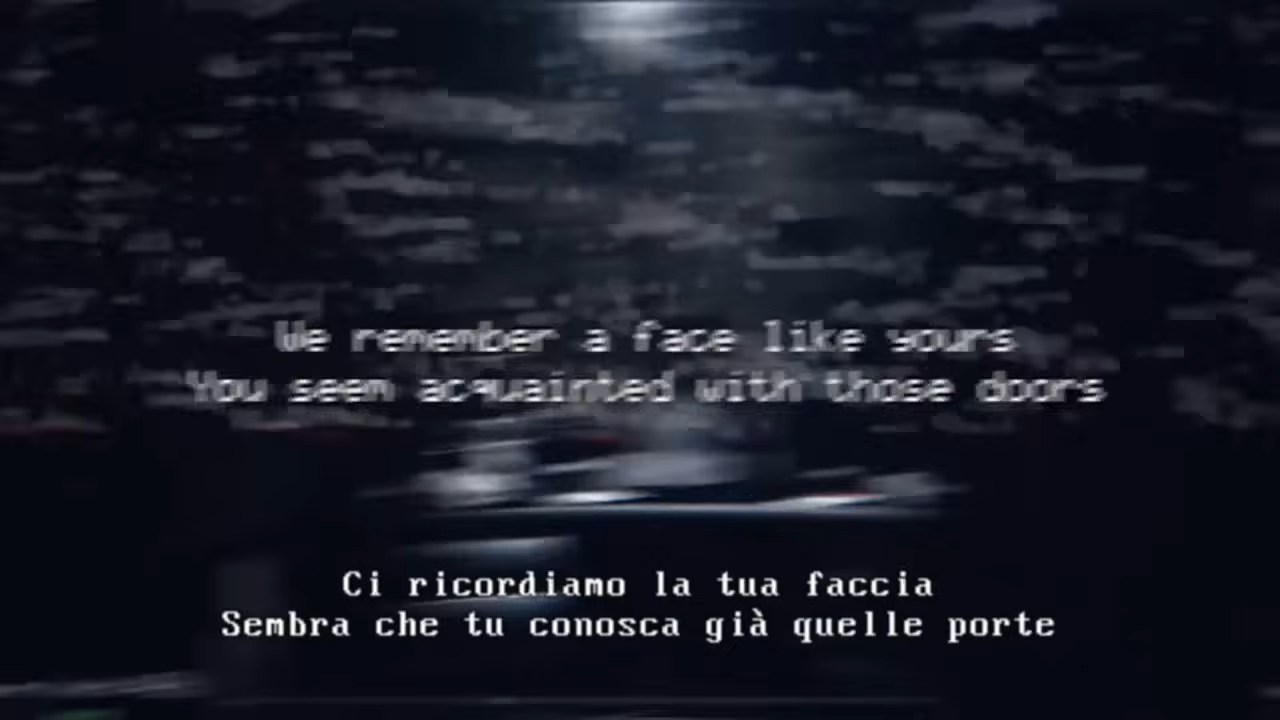 We remember a face like yours
You seem acquainted with those doors
Ci ricordiamo la tua faccia
Sembra che tu conosca già quelle porte